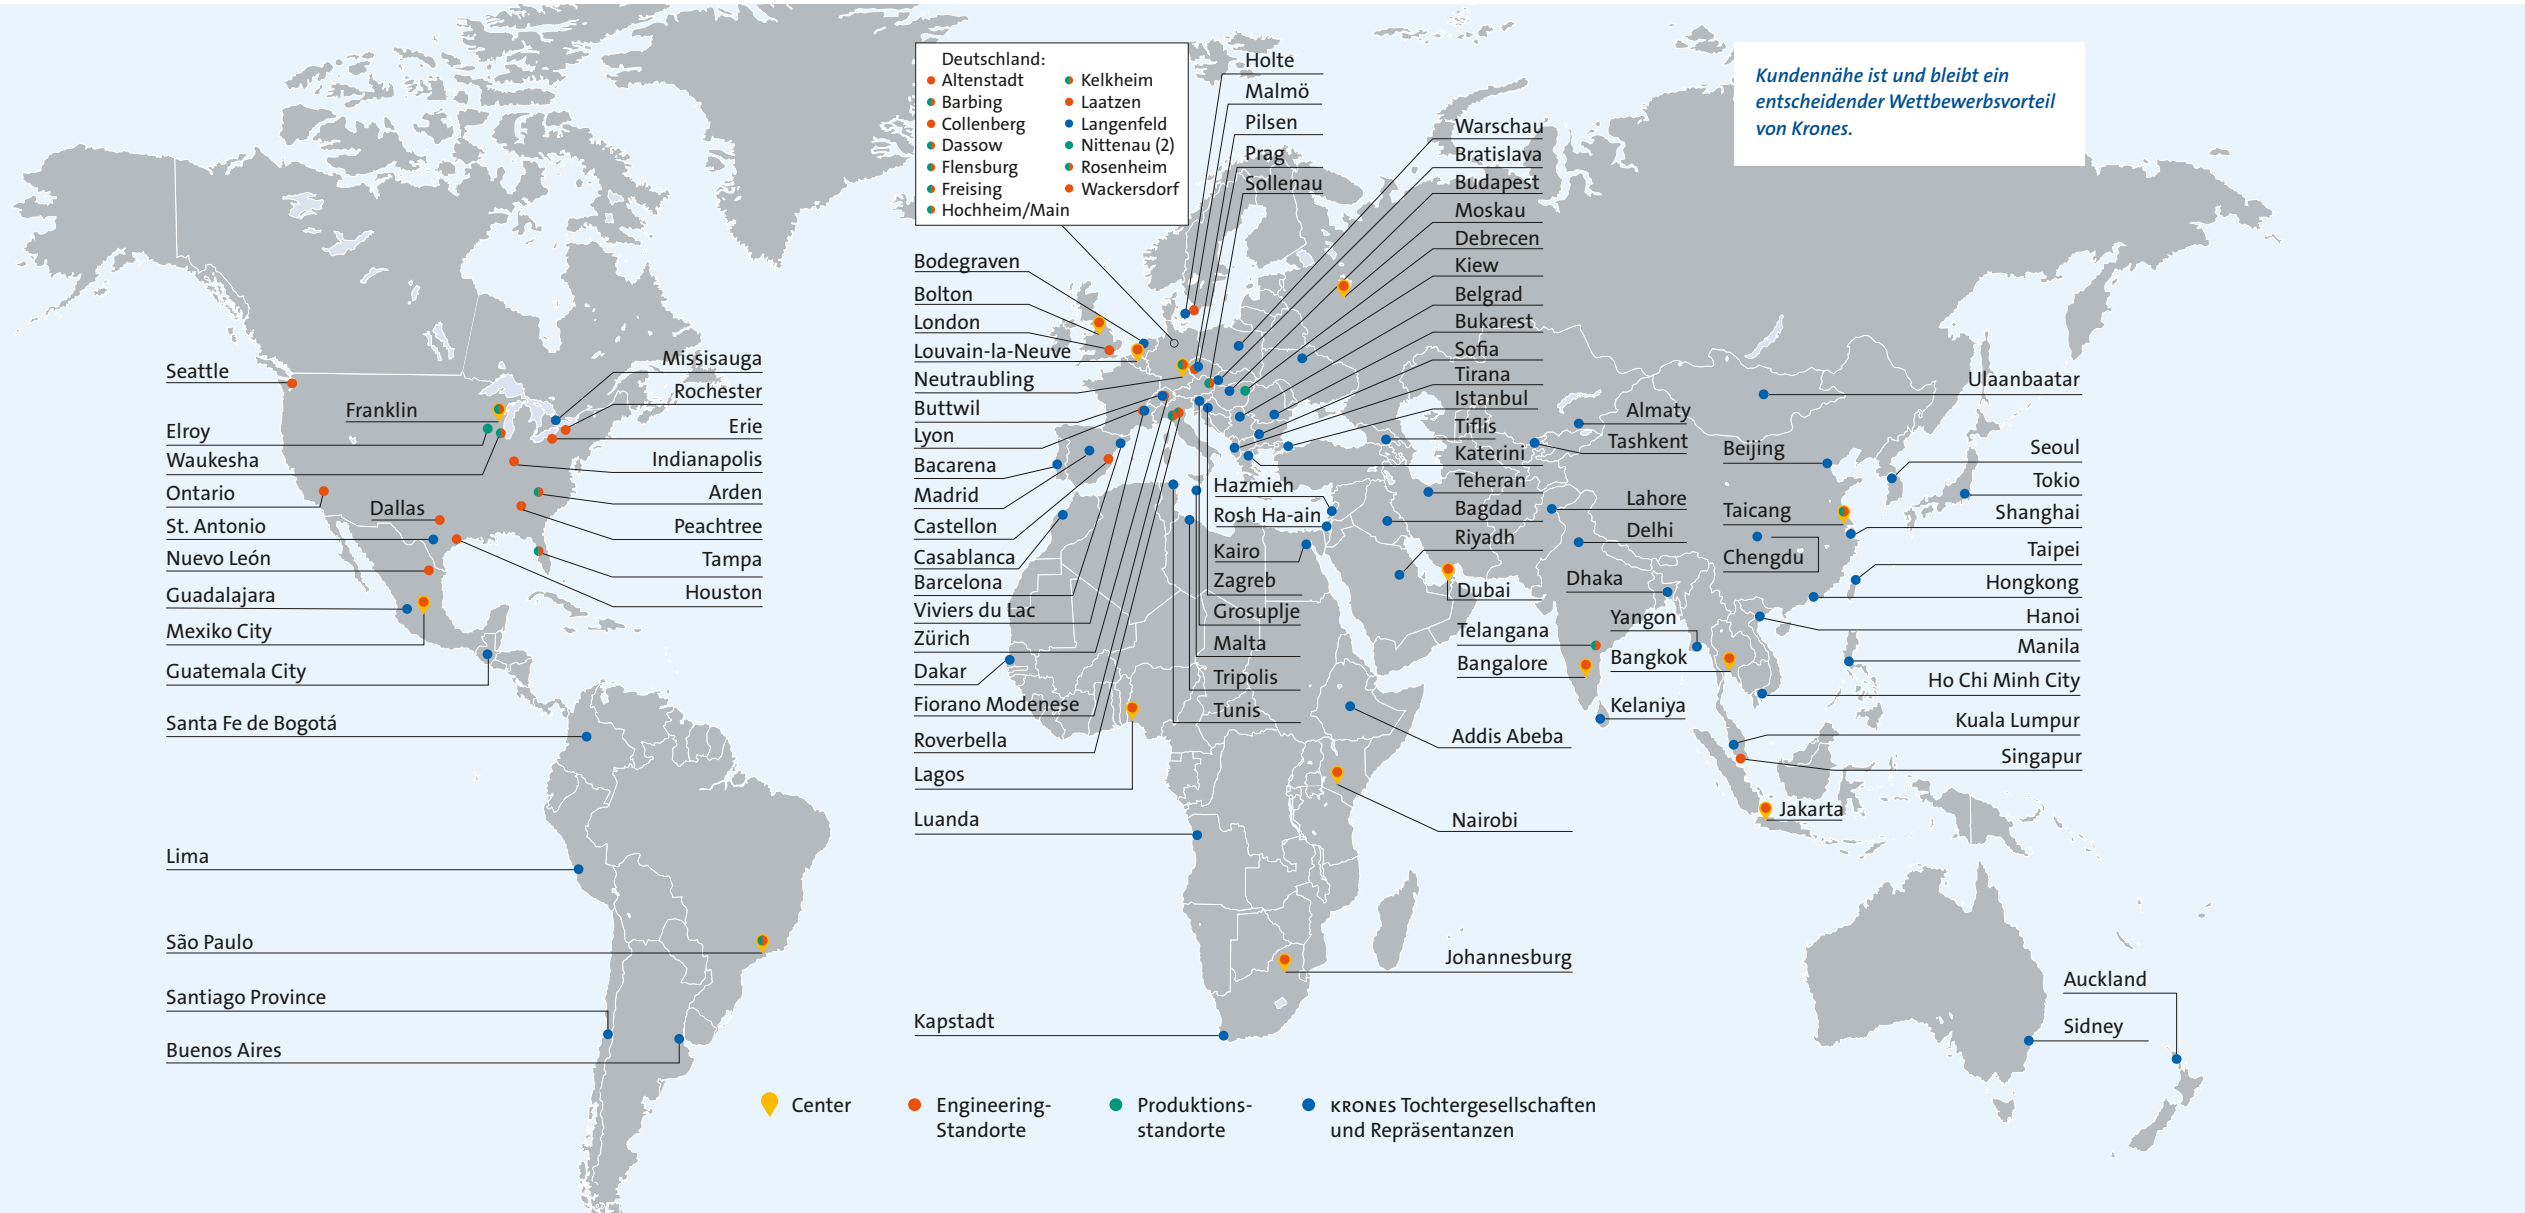 Deutschland:
Altenstadt
Barbing
Collenberg
Dassow
Flensburg
Freising
Hochheim/Main
Kelkheim
Laatzen
Langenfeld
Nittenau (2)
Rosenheim
Wackersdorf
Kundennähe ist und bleibt ein
entscheidender Wettbewerbsvorteil
von Krones.
Seattle
Franklin
Elroy
Waukesha
Ontario
Dallas
St. Antonio
Nuevo León
Guadalajara
Mexiko City
Guatemala City
Santa Fe de Bogotá
Lima
São Paulo
Santiago Province
Buenos Aires
Missisauga
Rochester
Erie
Indianapolis
Arden
Peachtree
Tampa
Houston
Bodegraven
Bolton
London
Louvain-la-Neuve
Neutraubling
Buttwil
Lyon
Bacarena
Madrid
Castellon
Casablanca
Barcelona
Viviers du Lac
Zürich
Dakar
Fiorano Modenese
Roverbella
Lagos
Luanda
Kapstadt
Holte
Malmö
Pilsen
Prag
Sollenau
Warschau
Bratislava
Budapest
Moskau
Debrecen
Kiew
Belgrad
Bukarest
Sofia
Tirana
Istanbul
Tiflis
Katerini
Teheran
Bagdad
Riyadh
Dubai
Hazmieh
Rosh Ha-ain
Kairo
Zagreb
Grosuplje
Malta
Tripolis
Tunis
Addis Abeba
Nairobi
Johannesburg
Almaty
Tashkent
Lahore
Delhi
Dhaka
Yangon
Telangana
Bangalore
Bangkok
Kelaniya
Beijing
Taicang
Chengdu
Ulaanbaatar
Seoul
Tokio
Shanghai
Taipei
Hongkong
Hanoi
Manila
Ho Chi Minh City
Kuala Lumpur
Singapur
Jakarta
Auckland
Sidney
Center
Engineering-
Standorte
Produktions-
standorte
KRONES Tochtergesellschaften
und Repräsentanzen